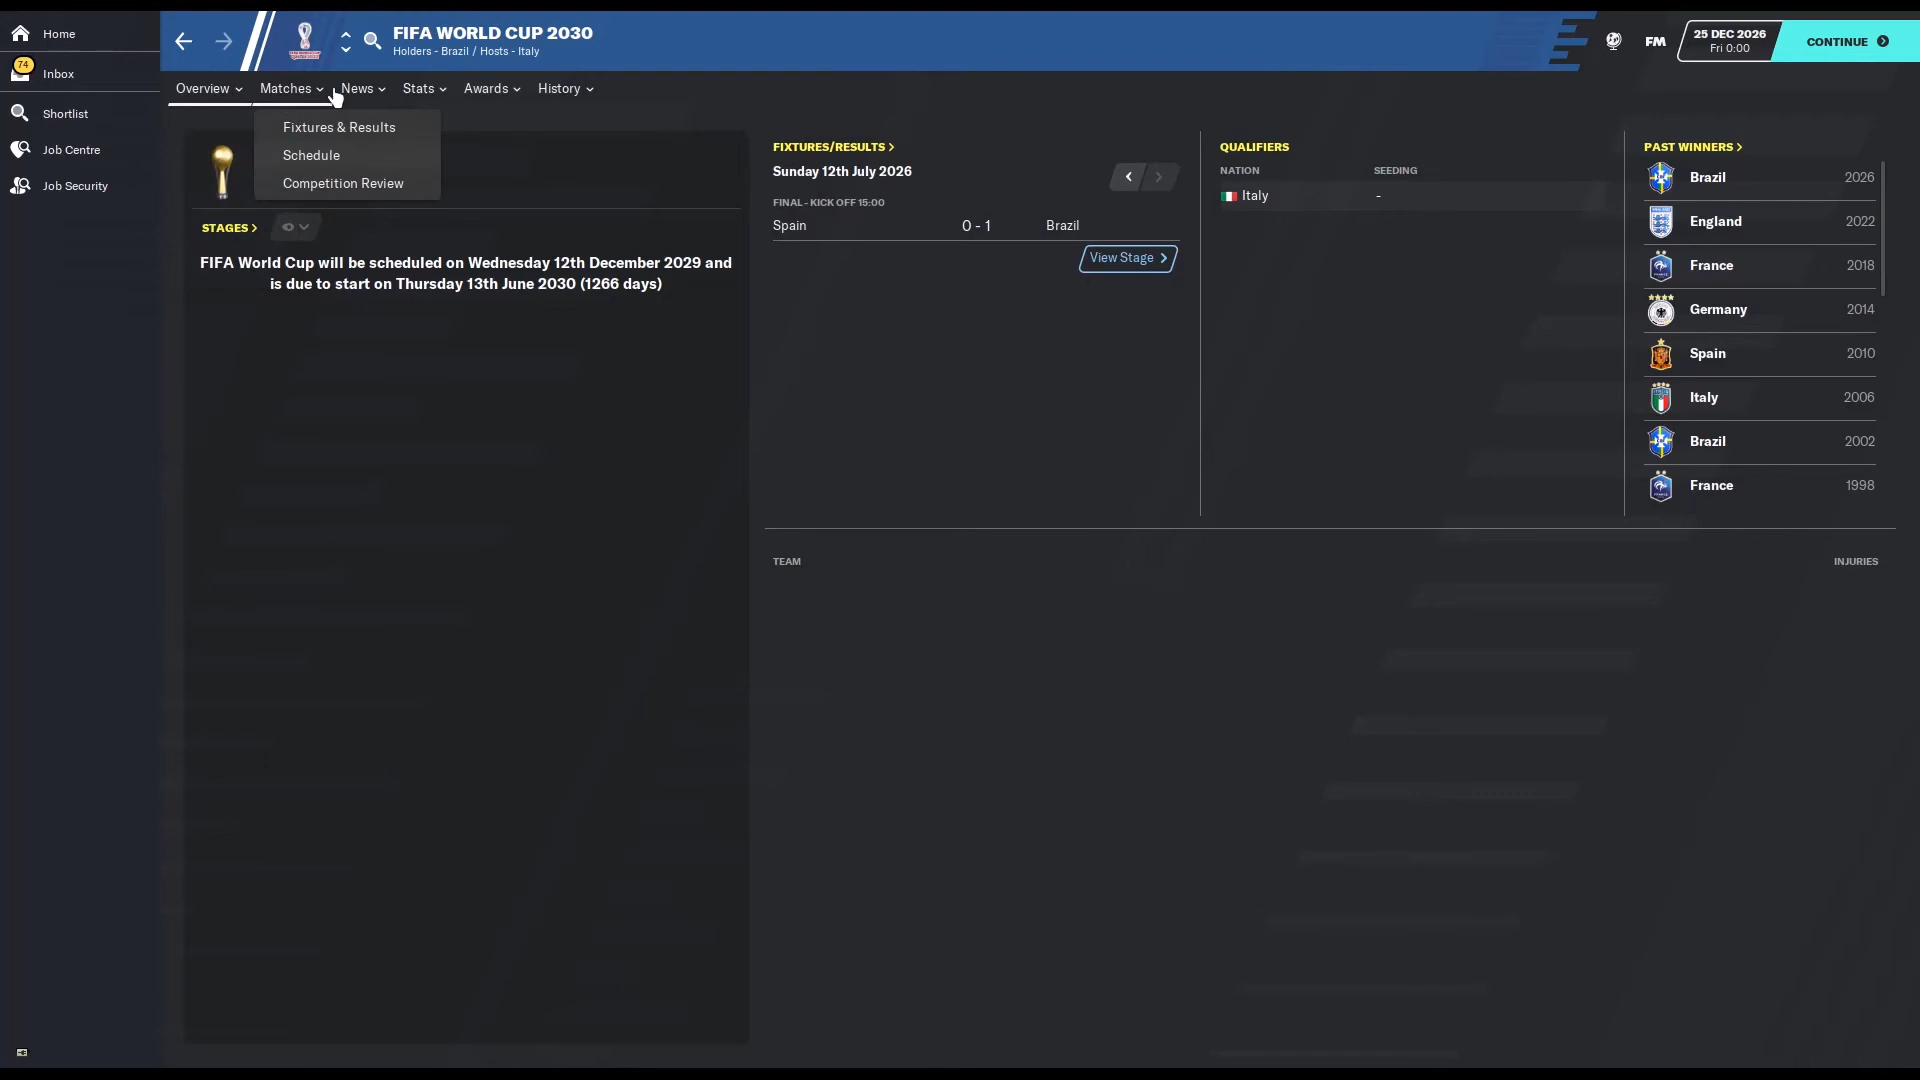 Home
74
Inbox
Shortlist
Job Centre
Job Security
FIFA WORLD CUP 2030
Holders - Brazil / Hosts - Italy
FM
25 DEC 2026
Fri 0:00
CONTINUE
Overview
Matches
News
Stats
Awards
History
Fixtures & Results
Schedule
Competition Review
STAGES >
FIFA World Cup will be scheduled on Wednesday 12th December 2029 and
is due to start on Thursday 13th June 2030 (1266 days)
FIXTURES/RESULTS >
Sunday 12th July 2026
FINAL - KICK OFF 15:00
Spain 0 - 1 Brazil
View Stage >
QUALIFIERS
NATION SEEDING
Italy -
PAST WINNERS >
Brazil 2026
England 2022
France 2018
Germany 2014
Spain 2010
Italy 2006
Brazil 2002
France 1998
TEAM INJURIES